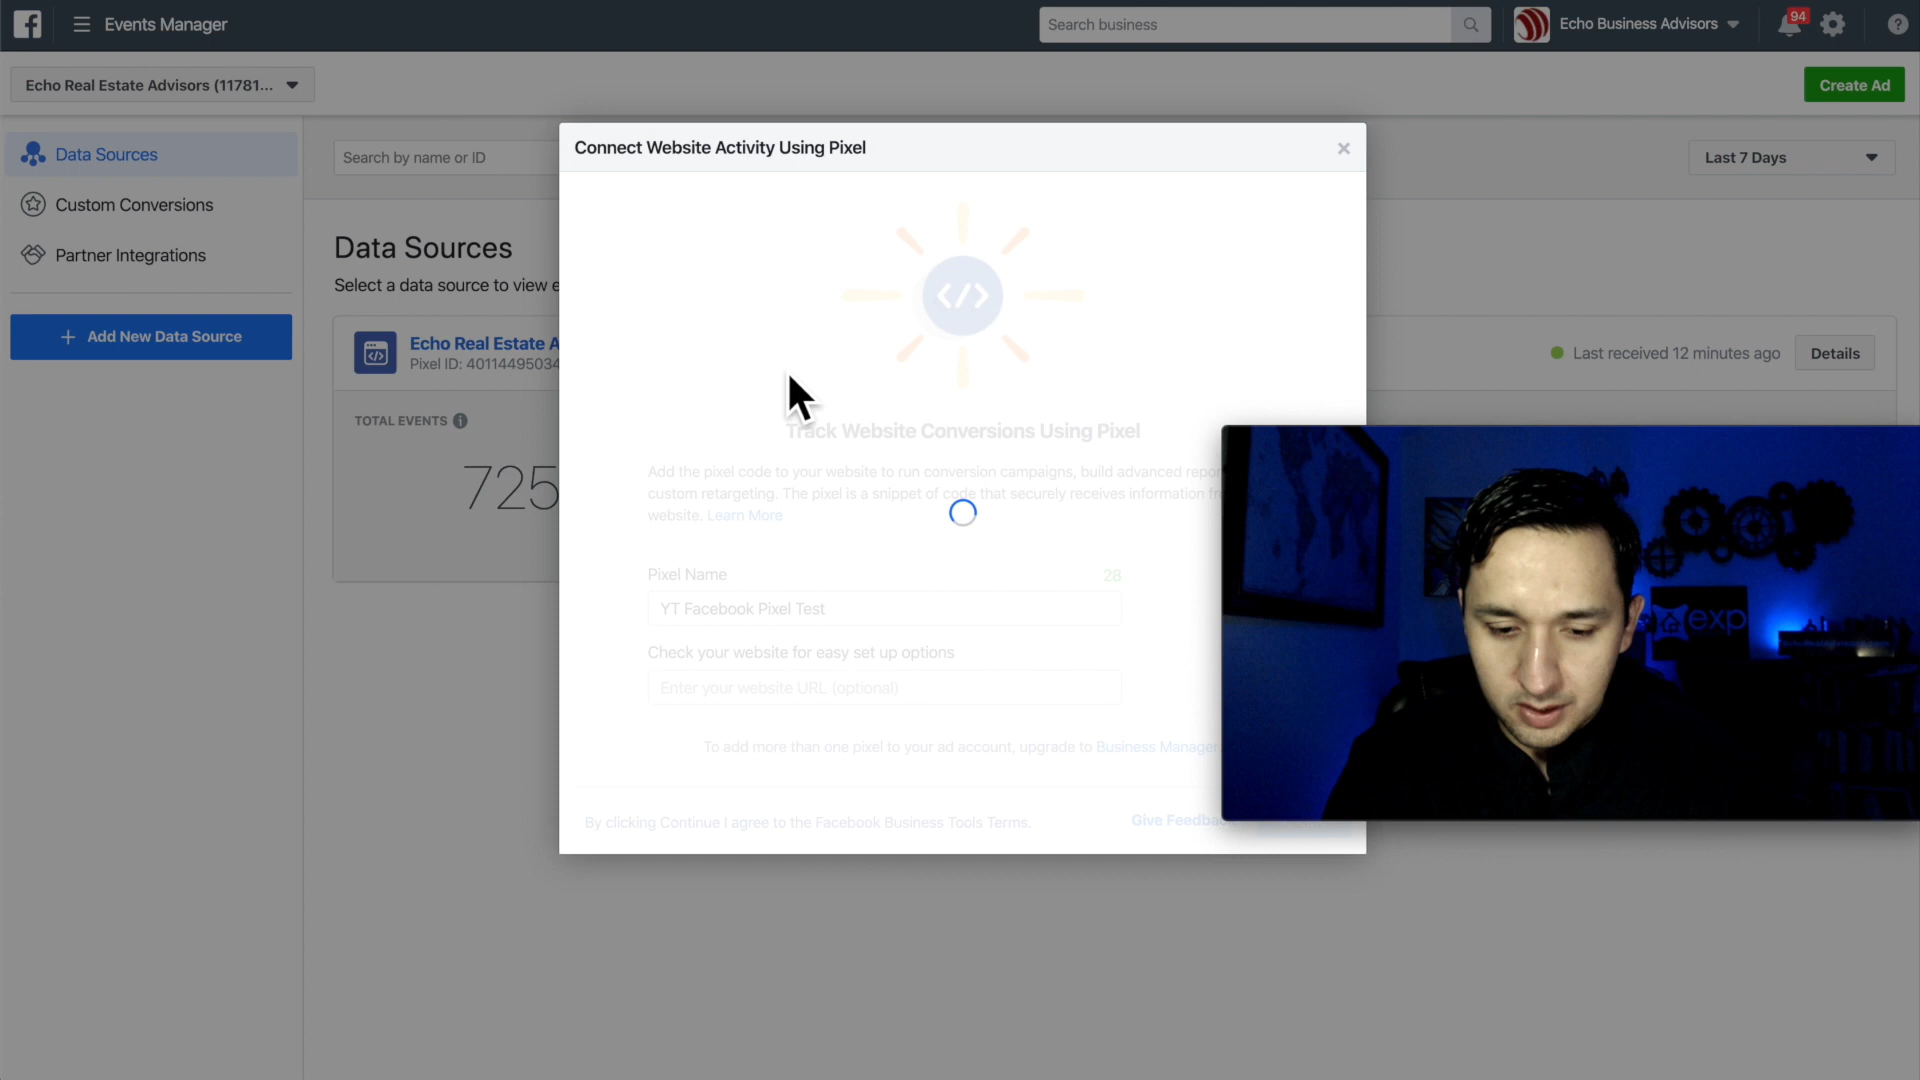 Events Manager
Search business
Echo Business Advisors
94
Echo Real Estate Advisors (11781...
Create Ad
Data Sources
Custom Conversions
Partner Integrations
+ Add New Data Source
Search by name or ID
Last 7 Days
Data Sources
Select a data source to view e
Echo Real Estate A
Pixel ID: 40114495034
Last received 12 minutes ago
Details
TOTAL EVENTS
725
Connect Website Activity Using Pixel
Track Website Conversions Using Pixel
Add the pixel code to your website to run conversion campaigns, build advanced repor
custom retargeting. The pixel is a snippet of code that securely receives information fr
website. Learn More
Pixel Name
28
YT Facebook Pixel Test
Check your website for easy set up options
Enter your website URL (optional)
To add more than one pixel to your ad account, upgrade to Business Manager.
By clicking Continue I agree to the Facebook Business Tools Terms.
Give Feedback
exp